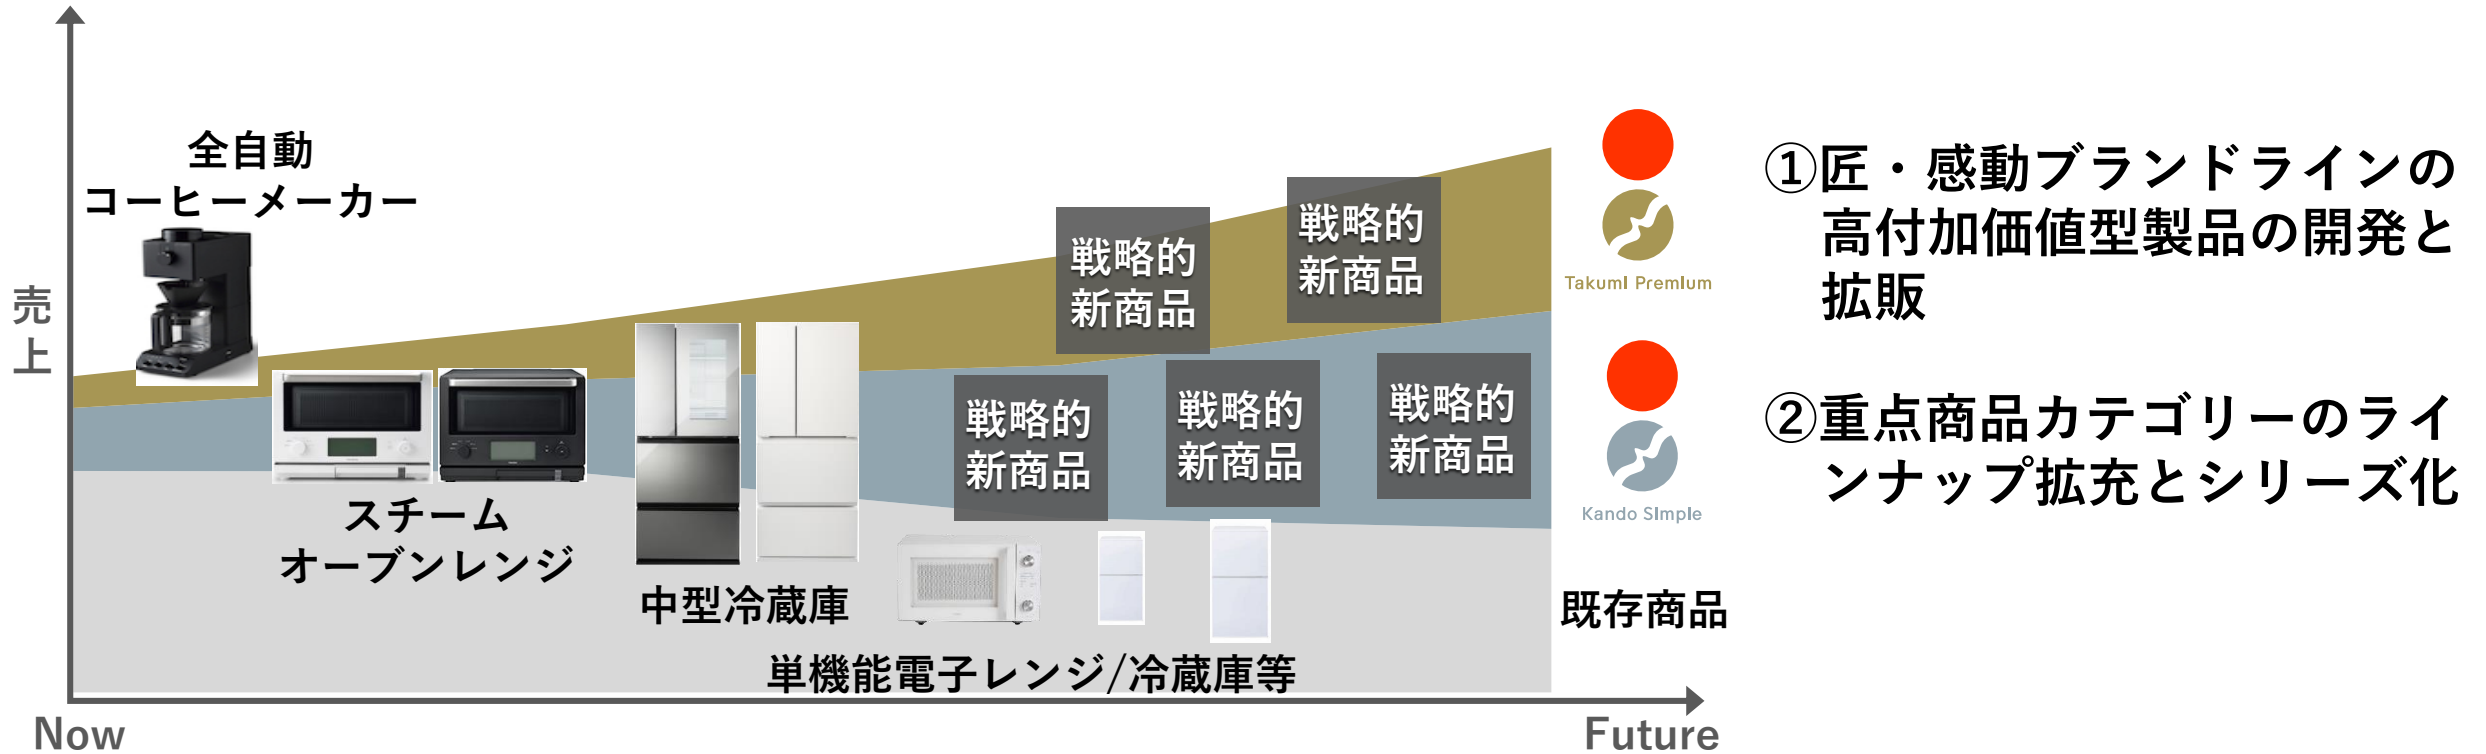 売
上
全自動
コーヒーメーカー
スチーム
オーブンレンジ
中型冷蔵庫
単機能電子レンジ/冷蔵庫等
戦略的
新商品
戦略的
新商品
戦略的
新商品
戦略的
新商品
戦略的
新商品
Takumi Premium
Kando Simple
既存商品
Now
Future
①匠・感動ブランドラインの
高付加価値型製品の開発と
拡販
②重点商品カテゴリーのライ
ンナップ拡充とシリーズ化